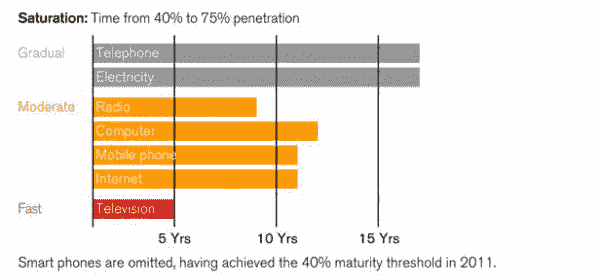 Saturation: Time from 40% to 75% penetration
Gradual
Telephone
Electricity
Moderate
Radio
Computer
Mobile phone
Internet
Fast
Television
5 Yrs 10 Yrs 15 Yrs
Smart phones are omitted, having achieved the 40% maturity threshold in 2011.